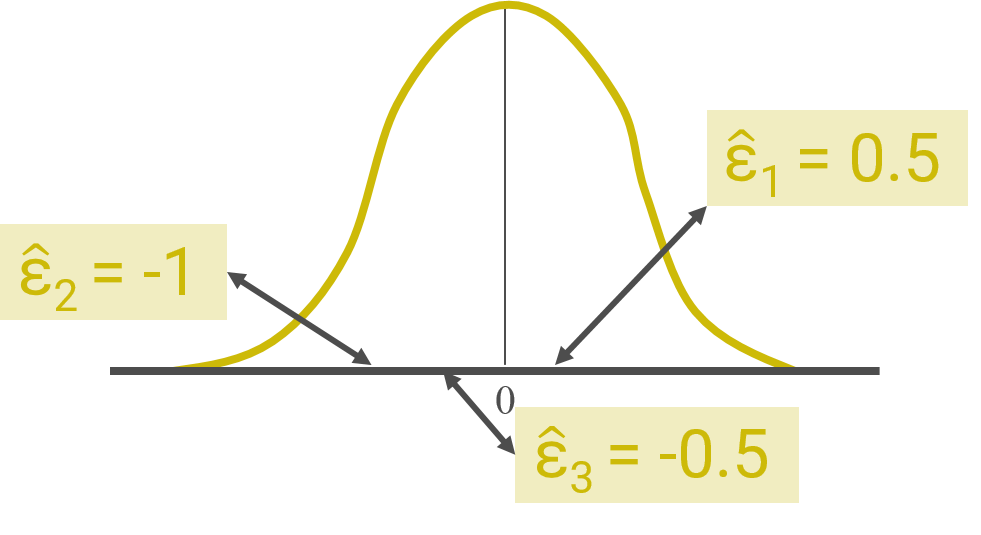 ε̂₁ = 0.5
ε̂₂ = -1
0
ε̂₃ = -0.5